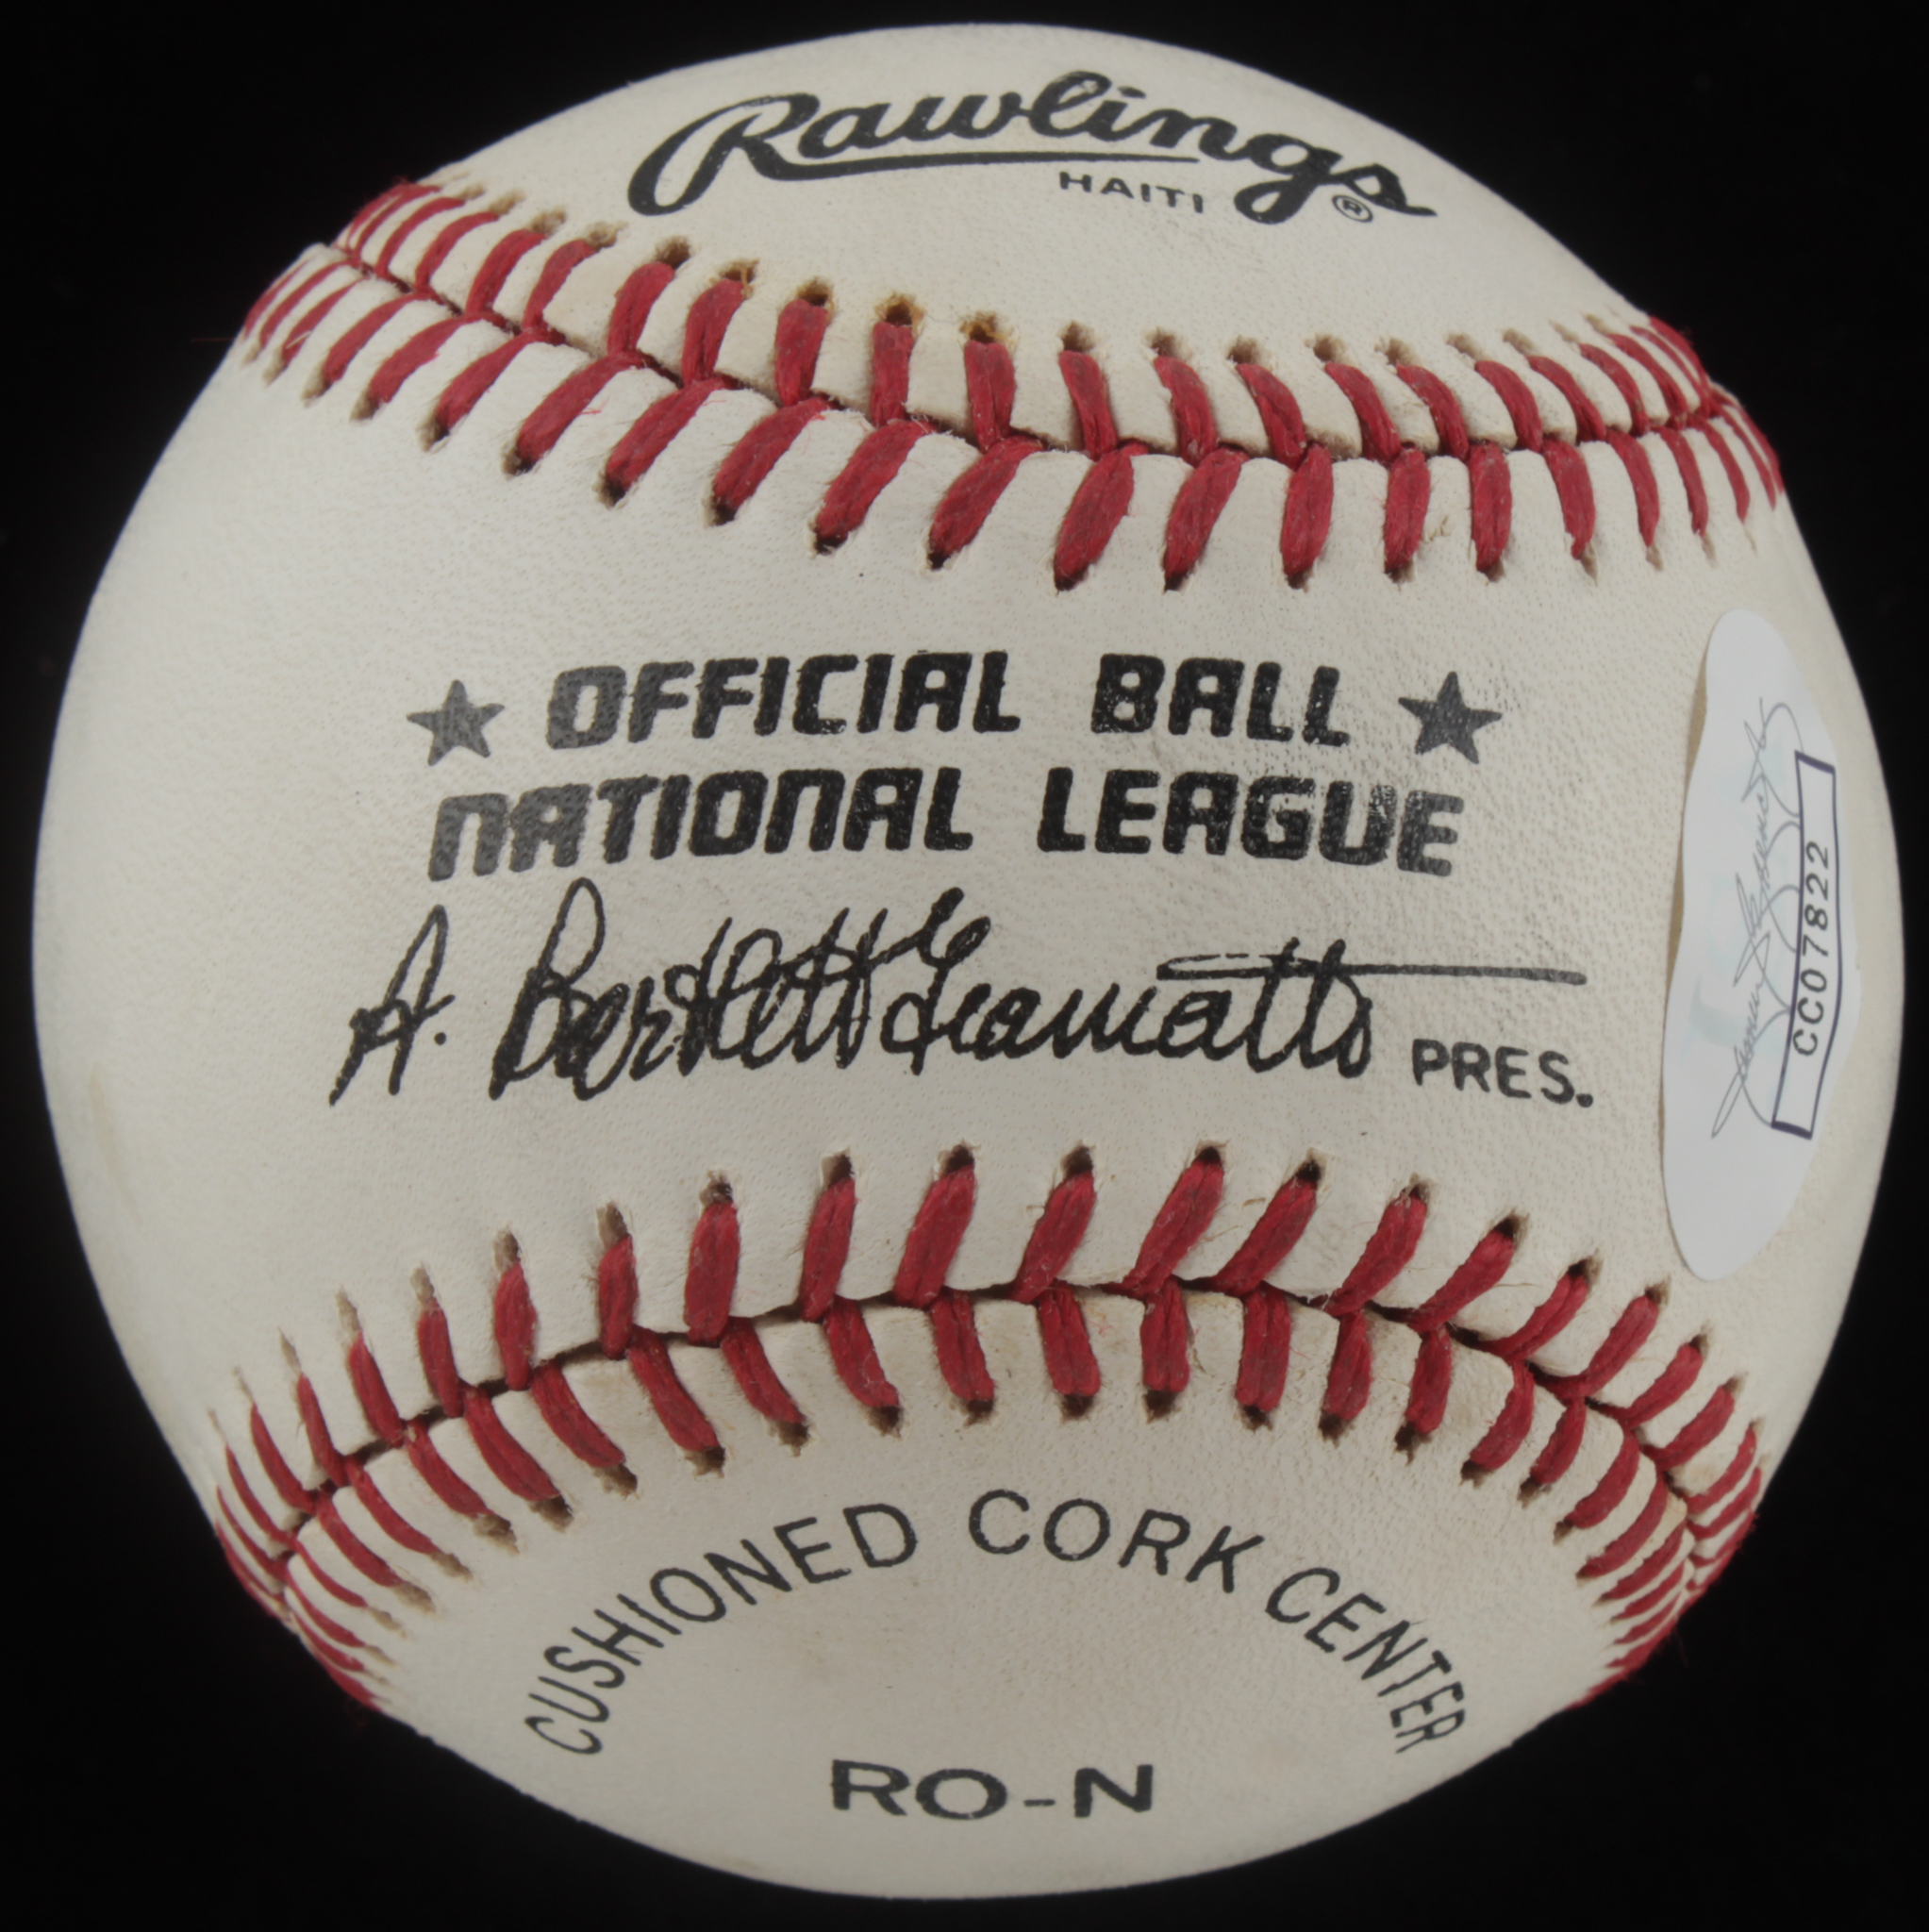 Rawlings
HAITI ®
★ OFFICIAL BALL ★
NATIONAL LEAGUE
A. Bartlett Giamatti PRES.
CC07822
CUSHIONED CORK CENTER
RO-N